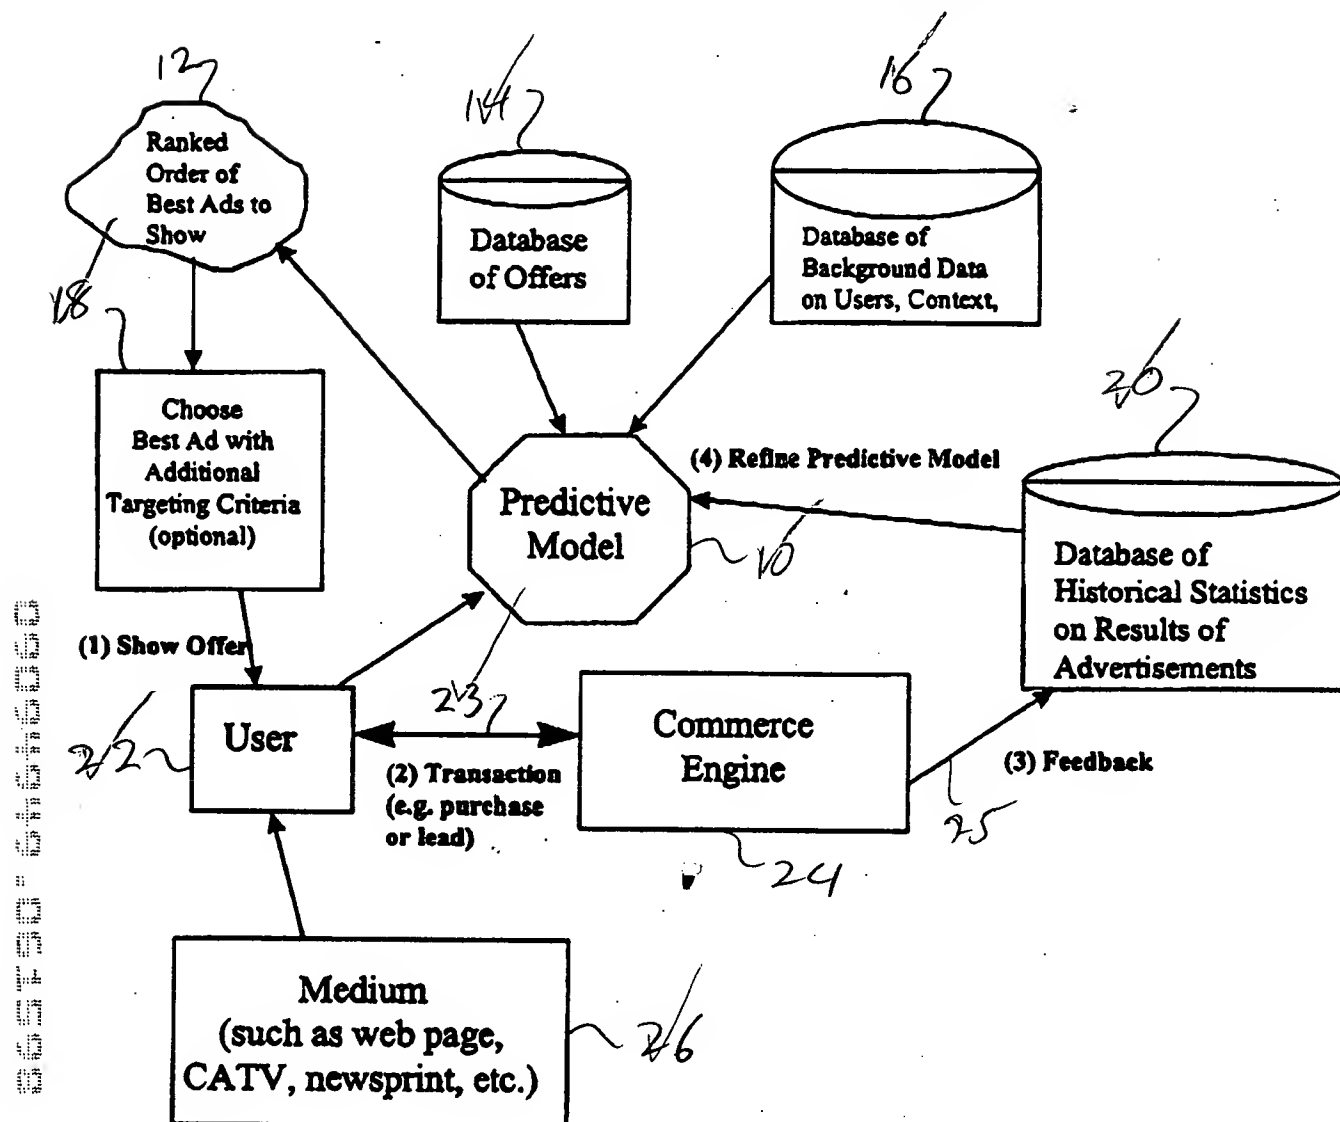 12
14
16
Ranked
Order of
Best Ads to
Show
Database
of Offers
Database of
Background Data
on Users, Context,
18
20
Choose
Best Ad with
Additional
Targeting Criteria
(optional)
(4) Refine Predictive Model
Predictive
Model
10
Database of
Historical Statistics
on Results of
Advertisements
(1) Show Offer
23
User
22
Commerce
Engine
(2) Transaction
(e.g. purchase
or lead)
(3) Feedback
25
24
Medium
(such as web page,
CATV, newsprint, etc.)
26